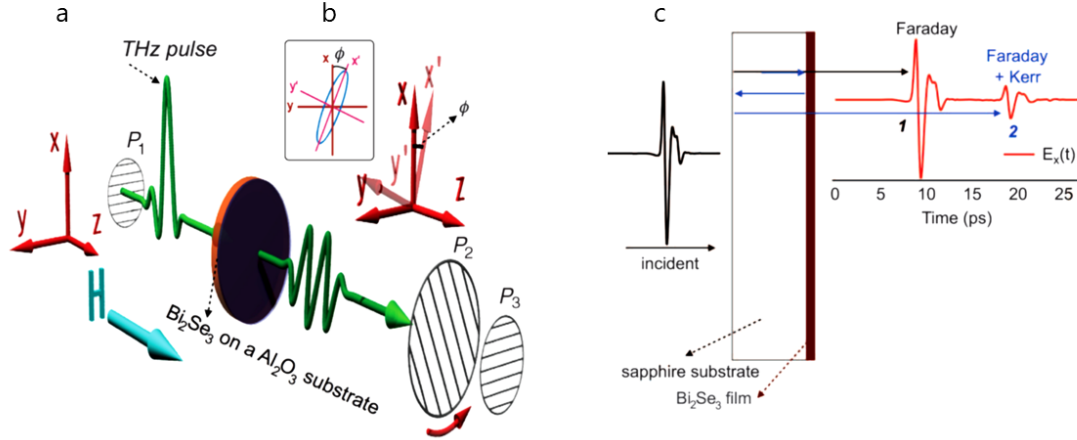 a
THz pulse
P1
x
y
z
H
Bi2Se3 on a Al2O3 substrate
b
x
ϕ
x'
y'
y
x
x'
ϕ
y
y'
z
P2
P3
c
Faraday
Faraday
+ Kerr
1
2
Ex(t)
0 5 10 15 20 25
Time (ps)
incident
sapphire substrate
Bi2Se3 film